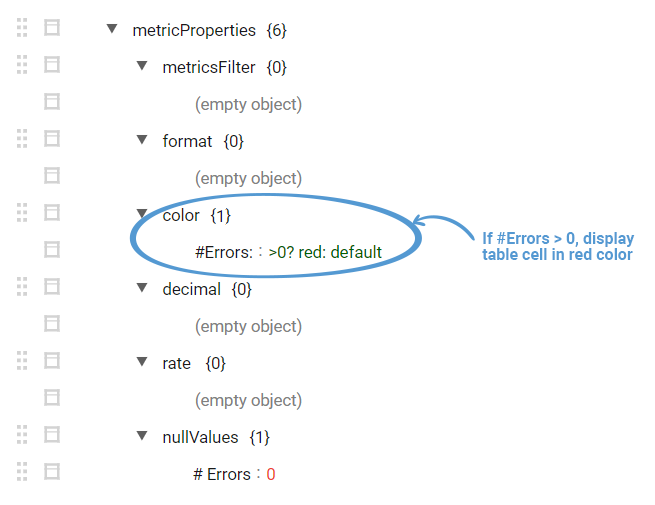 metricProperties {6}
metricsFilter {0}
(empty object)
format {0}
(empty object)
color {1}
#Errors: : >0? red: default
If #Errors > 0, display
table cell in red color
decimal {0}
(empty object)
rate {0}
(empty object)
nullValues {1}
# Errors : 0